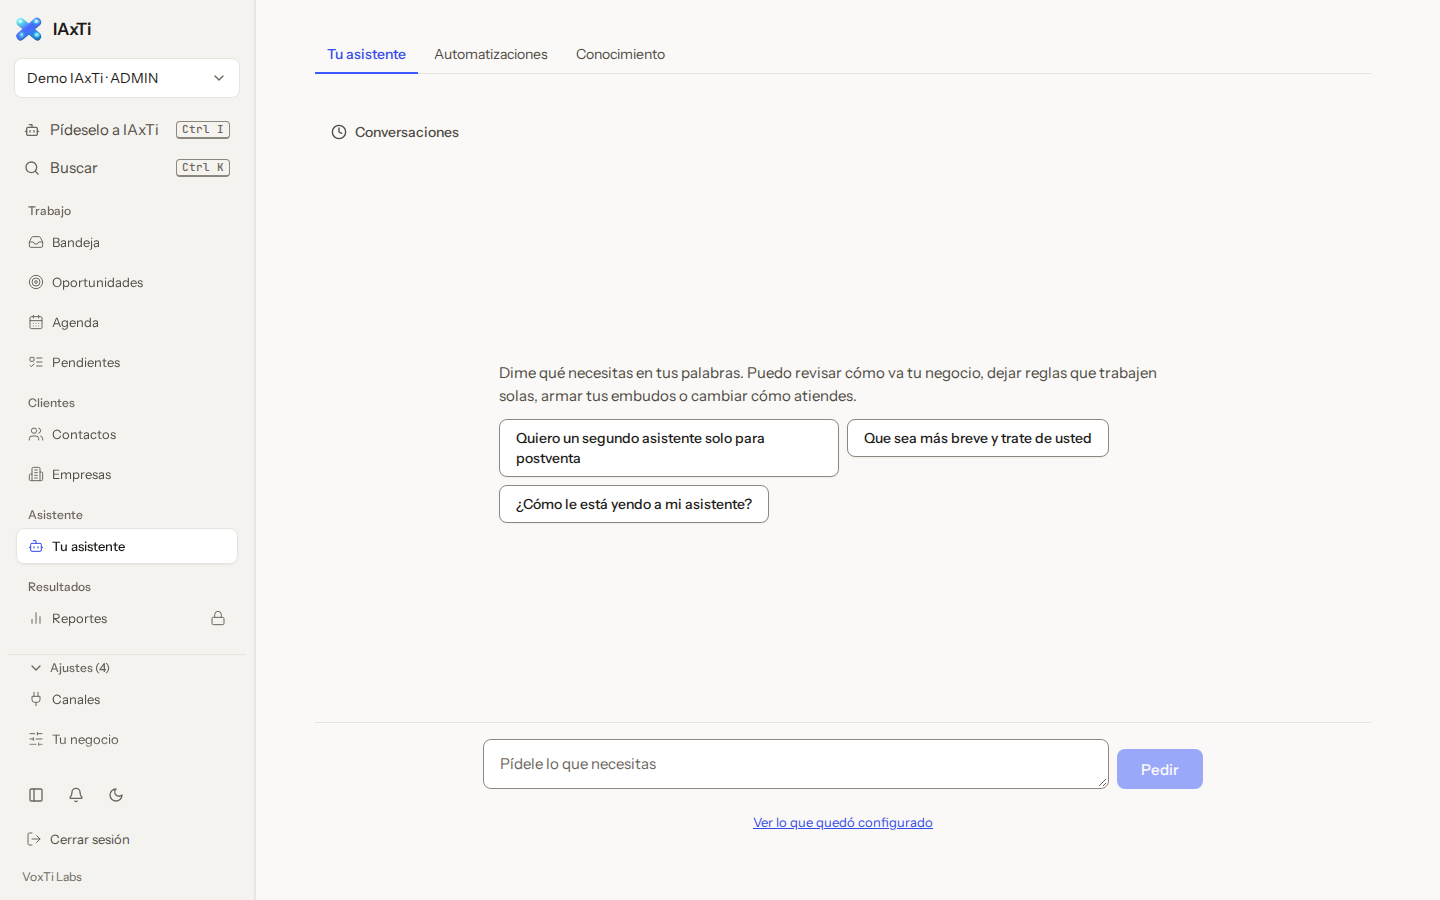 IAxTi
Demo IAxTi · ADMIN
Pídeselo a IAxTi Ctrl I
Buscar Ctrl K
Trabajo
Bandeja
Oportunidades
Agenda
Pendientes
Clientes
Contactos
Empresas
Asistente
Tu asistente
Resultados
Reportes
Ajustes (4)
Canales
Tu negocio
Cerrar sesión
VoxTi Labs
Tu asistente Automatizaciones Conocimiento
Conversaciones
Dime qué necesitas en tus palabras. Puedo revisar cómo va tu negocio, dejar reglas que trabajen
solas, armar tus embudos o cambiar cómo atiendes.
Quiero un segundo asistente solo para
postventa
Que sea más breve y trate de usted
¿Cómo le está yendo a mi asistente?
Pídele lo que necesitas
Pedir
Ver lo que quedó configurado